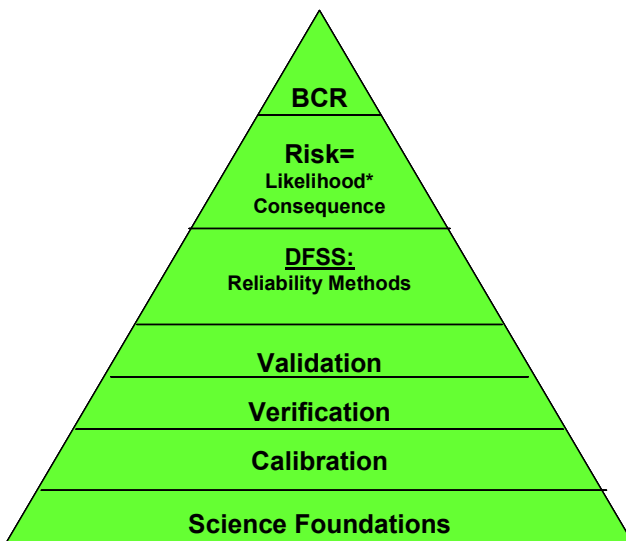 BCR
Risk=
Likelihood*
Consequence
DFSS:
Reliability Methods
Validation
Verification
Calibration
Science Foundations